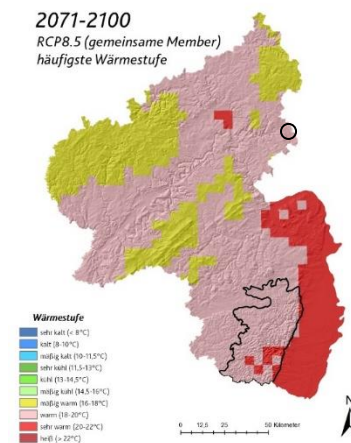 2071-2100
RCP8.5 (gemeinsame Member)
häufigste Wärmestufe
Wärmestufe
sehr kalt (< 8°C)
kalt (8-10°C)
mäßig kalt (10-11,5°C)
sehr kühl (11,5-13°C)
kühl (13-14,5°C)
mäßig kühl (14,5-16°C)
mäßig warm (16-18°C)
warm (18-20°C)
sehr warm (20-22°C)
heiß (> 22°C)
0 12,5 25 50 Kilometer
N